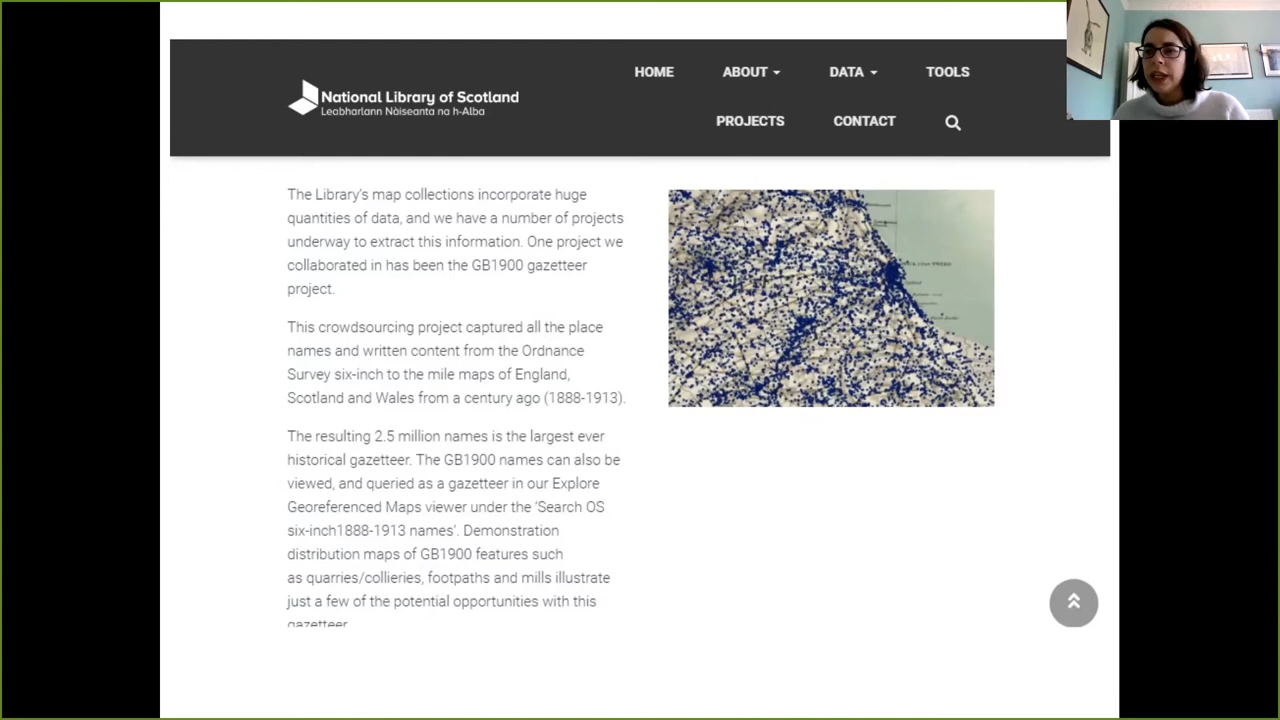 National Library of Scotland
Leabharlann Nàiseanta na h-Alba
HOME ABOUT DATA TOOLS
PROJECTS CONTACT
The Library's map collections incorporate huge
quantities of data, and we have a number of projects
underway to extract this information. One project we
collaborated in has been the GB1900 gazetteer
project.
This crowdsourcing project captured all the place
names and written content from the Ordnance
Survey six-inch to the mile maps of England,
Scotland and Wales from a century ago (1888-1913).
The resulting 2.5 million names is the largest ever
historical gazetteer. The GB1900 names can also be
viewed, and queried as a gazetteer in our Explore
Georeferenced Maps viewer under the 'Search OS
six-inch1888-1913 names'. Demonstration
distribution maps of GB1900 features such
as quarries/collieries, footpaths and mills illustrate
just a few of the potential opportunities with this
gazetteer